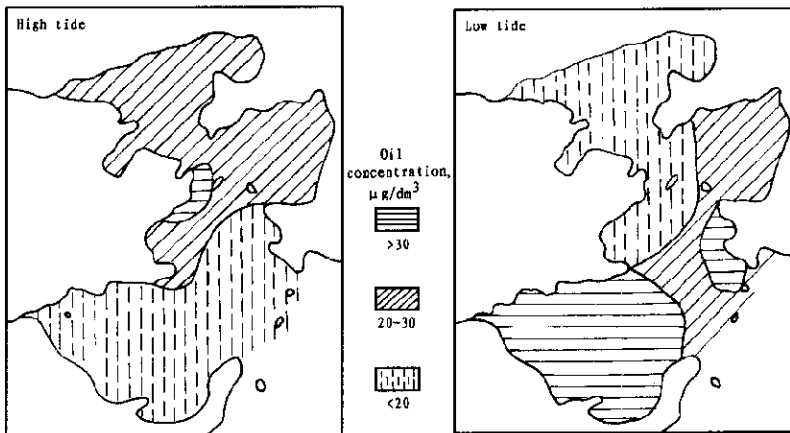 High tide
Low tide
Oil
concentration,
μg/dm³
>30
20-30
<20